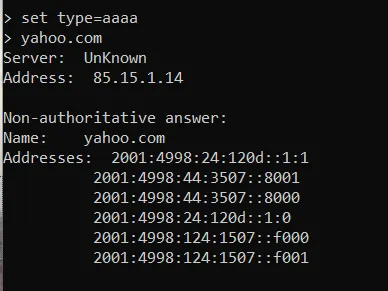 > set type=aaaa
> yahoo.com
Server:  UnKnown
Address:  85.15.1.14

Non-authoritative answer:
Name:    yahoo.com
Addresses:  2001:4998:24:120d::1:1
          2001:4998:44:3507::8001
          2001:4998:44:3507::8000
          2001:4998:24:120d::1:0
          2001:4998:124:1507::f000
          2001:4998:124:1507::f001